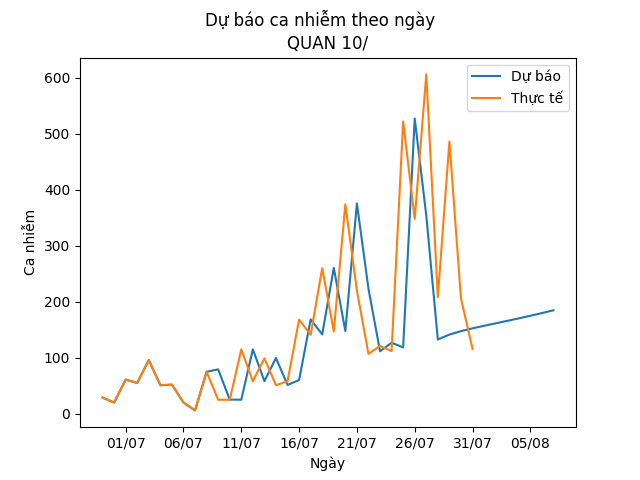 Dự báo ca nhiễm theo ngày
QUAN 10/
Dự báo
Thực tế
Ca nhiễm
600
500
400
300
200
100
0
01/07 06/07 11/07 16/07 21/07 26/07 31/07 05/08
Ngày